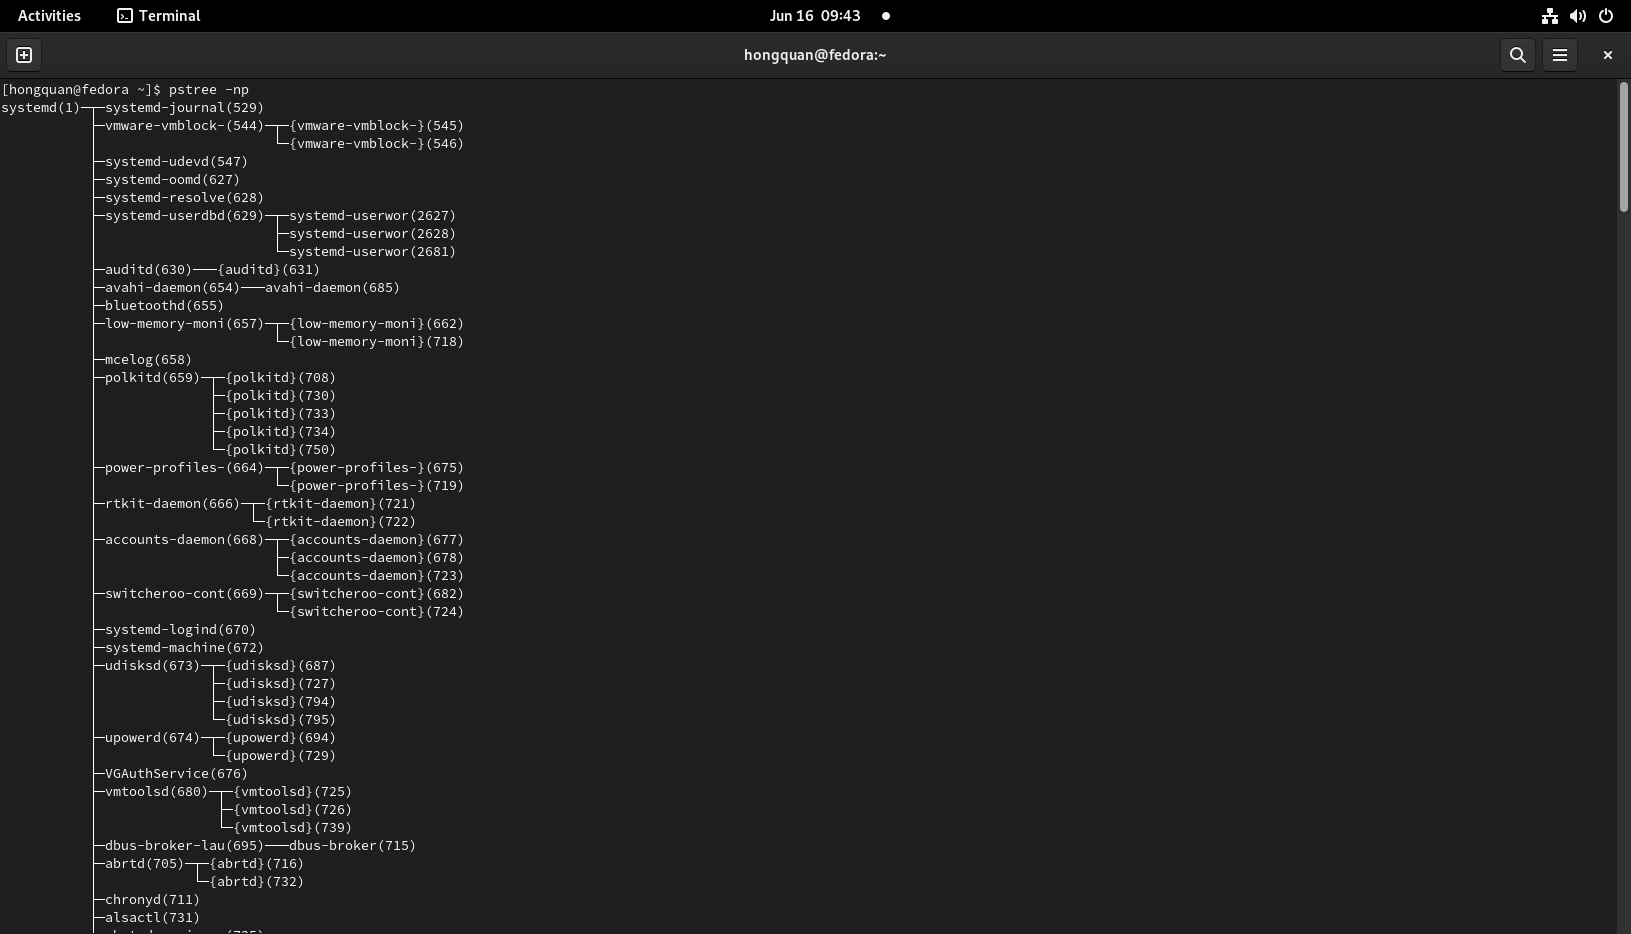 Activities Terminal Jun 16 09:43
hongquan@fedora:~
[hongquan@fedora ~]$ pstree -np
systemd(1)─┬─systemd-journal(529)
├─vmware-vmblock-(544)─┬─{vmware-vmblock-}(545)
└─{vmware-vmblock-}(546)
├─systemd-udevd(547)
├─systemd-oomd(627)
├─systemd-resolve(628)
├─systemd-userdbd(629)─┬─systemd-userwor(2627)
├─systemd-userwor(2628)
└─systemd-userwor(2681)
├─auditd(630)───{auditd}(631)
├─avahi-daemon(654)───avahi-daemon(685)
├─bluetoothd(655)
├─low-memory-moni(657)─┬─{low-memory-moni}(662)
└─{low-memory-moni}(718)
├─mcelog(658)
├─polkitd(659)─┬─{polkitd}(708)
├─{polkitd}(730)
├─{polkitd}(733)
├─{polkitd}(734)
└─{polkitd}(750)
├─power-profiles-(664)─┬─{power-profiles-}(675)
└─{power-profiles-}(719)
├─rtkit-daemon(666)─┬─{rtkit-daemon}(721)
└─{rtkit-daemon}(722)
├─accounts-daemon(668)─┬─{accounts-daemon}(677)
├─{accounts-daemon}(678)
└─{accounts-daemon}(723)
├─switcheroo-cont(669)─┬─{switcheroo-cont}(682)
└─{switcheroo-cont}(724)
├─systemd-logind(670)
├─systemd-machine(672)
├─udisksd(673)─┬─{udisksd}(687)
├─{udisksd}(727)
├─{udisksd}(794)
└─{udisksd}(795)
├─upowerd(674)─┬─{upowerd}(694)
└─{upowerd}(729)
├─VGAuthService(676)
├─vmtoolsd(680)─┬─{vmtoolsd}(725)
├─{vmtoolsd}(726)
└─{vmtoolsd}(739)
├─dbus-broker-lau(695)───dbus-broker(715)
├─abrtd(705)─┬─{abrtd}(716)
└─{abrtd}(732)
├─chronyd(711)
├─alsactl(731)